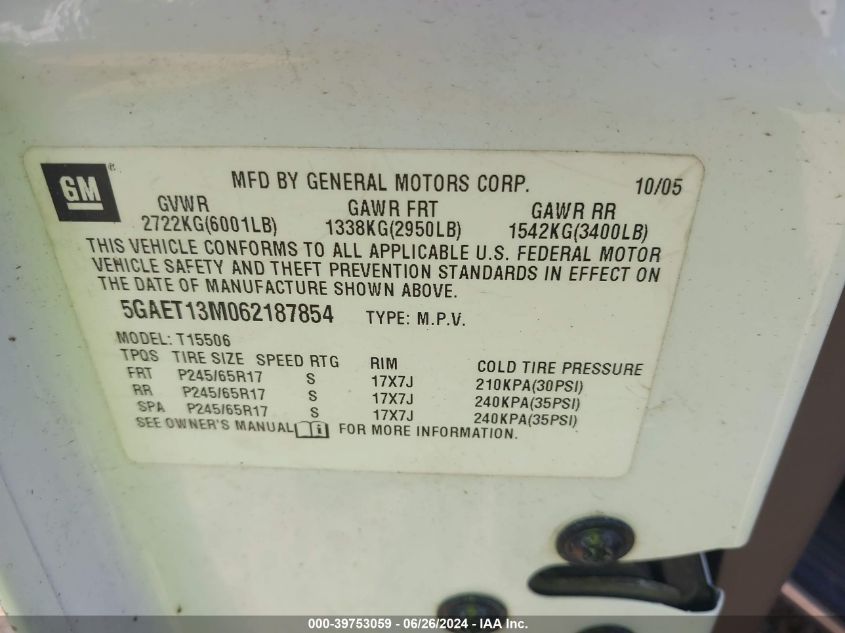 GM®
MFD BY GENERAL MOTORS CORP. 10/05
GVWR GAWR FRT GAWR RR
2722KG(6001LB) 1338KG(2950LB) 1542KG(3400LB)
THIS VEHICLE CONFORMS TO ALL APPLICABLE U.S. FEDERAL MOTOR
VEHICLE SAFETY AND THEFT PREVENTION STANDARDS IN EFFECT ON
THE DATE OF MANUFACTURE SHOWN ABOVE.
5GAET13M062187854 TYPE: M.P.V.
MODEL: T15506
TPQS TIRE SIZE SPEED RTG RIM COLD TIRE PRESSURE
FRT P245/65R17 S 17X7J 210KPA(30PSI)
RR P245/65R17 S 17X7J 240KPA(35PSI)
SPA P245/65R17 S 17X7J 240KPA(35PSI)
SEE OWNER'S MANUAL FOR MORE INFORMATION.
000-39753059 - 06/26/2024 - IAA Inc.